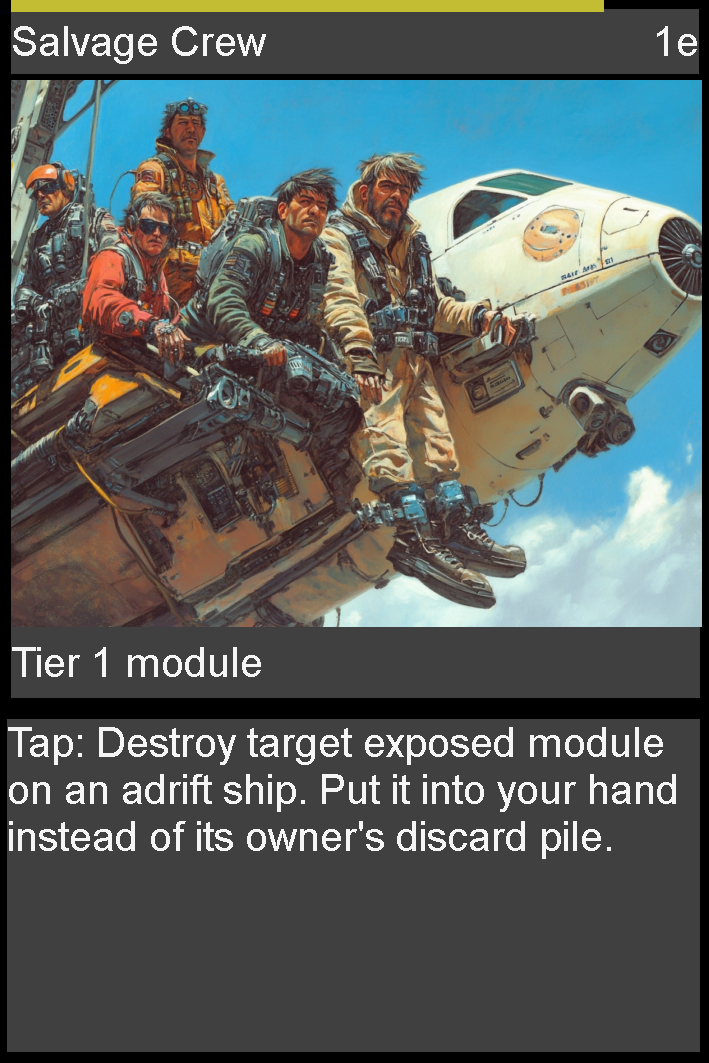 Salvage Crew 1e
Tier 1 module
Tap: Destroy target exposed module
on an adrift ship. Put it into your hand
instead of its owner's discard pile.